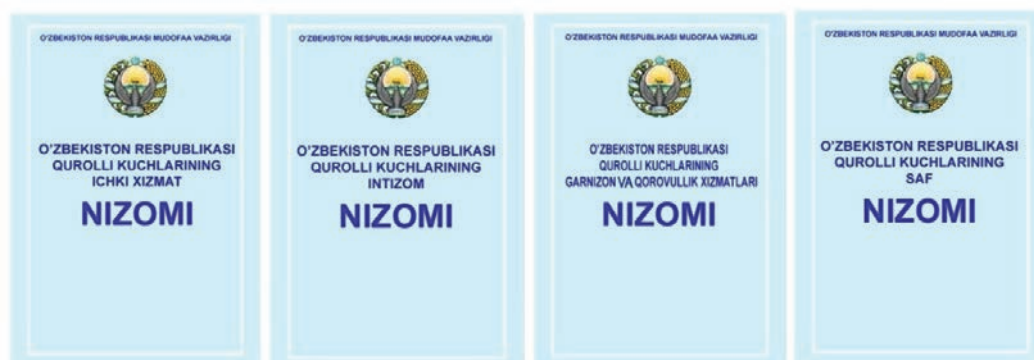 O'ZBEKISTON RESPUBLIKASI MUDOFAA VAZIRLIGI
O'ZBEKISTON RESPUBLIKASI
QUROLLI KUCHLARINING
ICHKI XIZMAT
NIZOMI
O'ZBEKISTON RESPUBLIKASI MUDOFAA VAZIRLIGI
O'ZBEKISTON RESPUBLIKASI
QUROLLI KUCHLARINING
INTIZOM
NIZOMI
O'ZBEKISTON RESPUBLIKASI MUDOFAA VAZIRLIGI
O'ZBEKISTON RESPUBLIKASI
QUROLLI KUCHLARINING
GARNIZON VA QOROVULLIK XIZMATLARI
NIZOMI
O'ZBEKISTON RESPUBLIKASI MUDOFAA VAZIRLIGI
O'ZBEKISTON RESPUBLIKASI
QUROLLI KUCHLARINING
SAF
NIZOMI